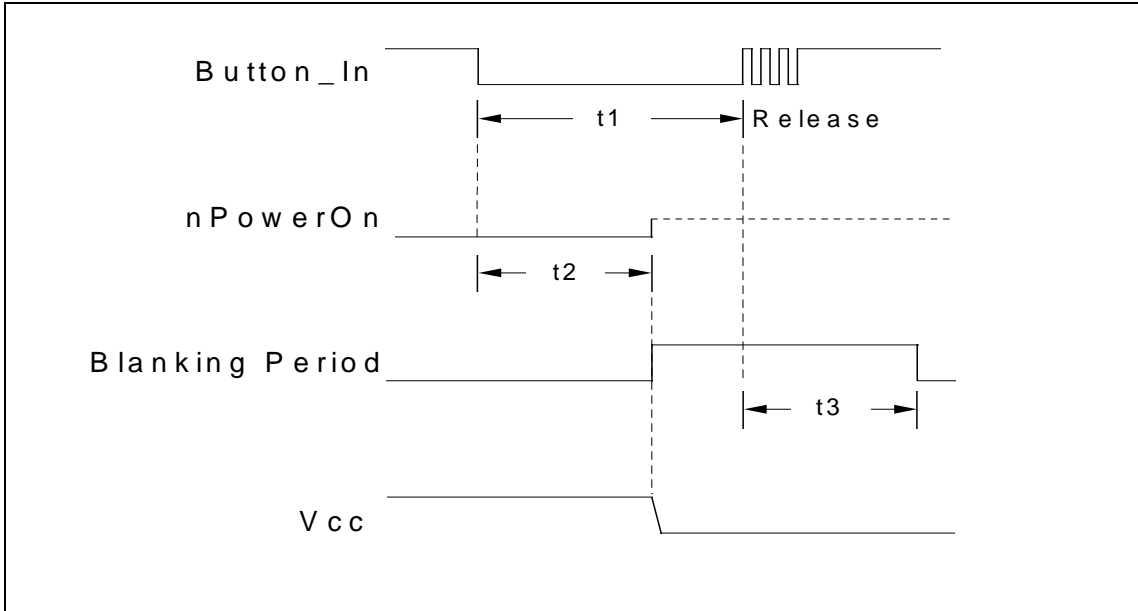 Button_In
t1
Release
nPowerOn
t2
Blanking Period
t3
Vcc